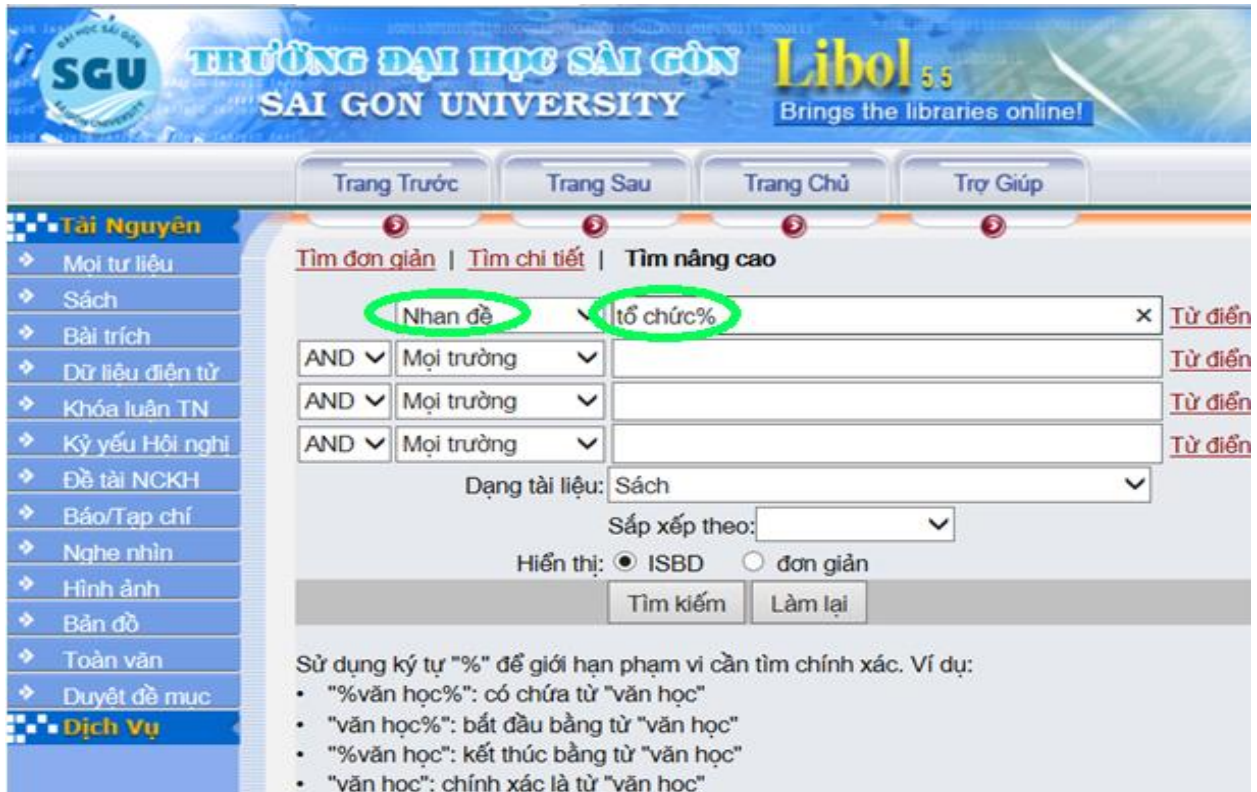 SGU
TRƯỜNG ĐẠI HỌC SÀI GÒN
SAI GON UNIVERSITY
Libol 5.5
Brings the libraries online!
Trang Trước Trang Sau Trang Chủ Trợ Giúp
Tài Nguyên
Mọi tư liệu
Sách
Bài trích
Dữ liệu điện tử
Khóa luận TN
Kỷ yếu Hội nghị
Đề tài NCKH
Báo/Tạp chí
Nghe nhìn
Hình ảnh
Bản đồ
Toàn văn
Duyệt đề mục
Dịch Vụ
Tìm đơn giản | Tìm chi tiết | Tìm nâng cao
Nhan đề tổ chức% × Từ điển
AND Mọi trường Từ điển
AND Mọi trường Từ điển
AND Mọi trường Từ điển
Dạng tài liệu: Sách
Sắp xếp theo:
Hiển thị: ISBD đơn giản
Tìm kiếm Làm lại
Sử dụng ký tự "%" để giới hạn phạm vi cần tìm chính xác. Ví dụ:
• "%văn học%": có chứa từ "văn học"
• "văn học%": bắt đầu bằng từ "văn học"
• "%văn học": kết thúc bằng từ "văn học"
• "văn học": chính xác là từ "văn học"